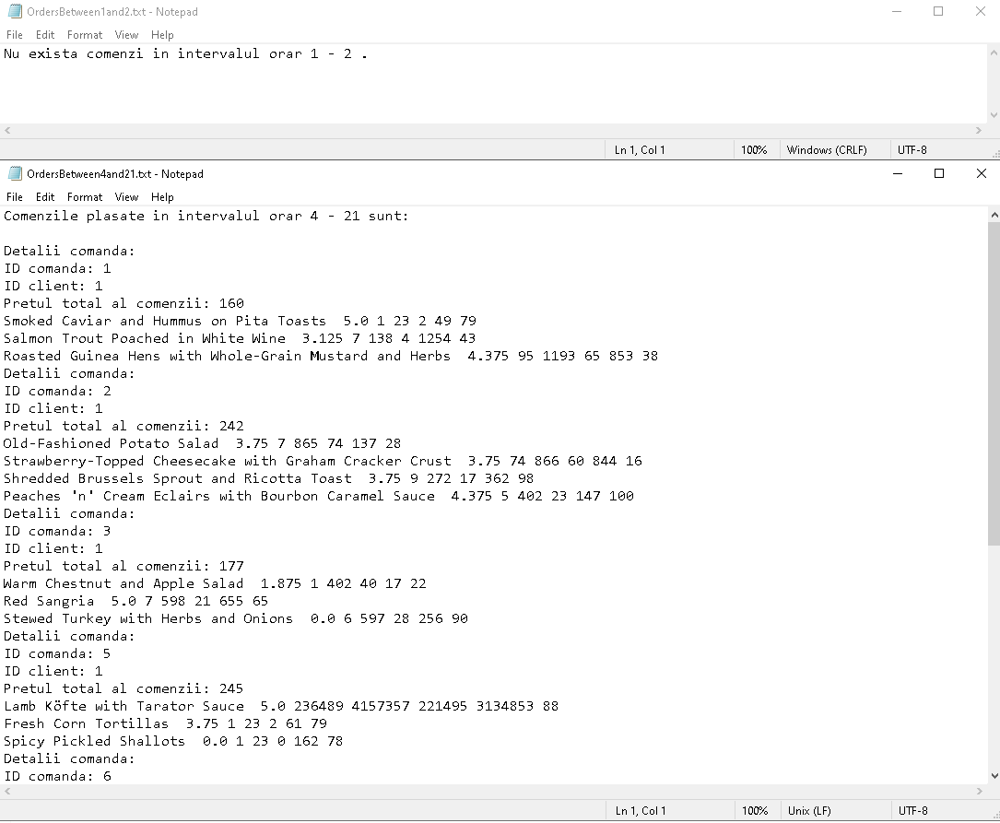 OrdersBetween1and2.txt - Notepad
File Edit Format View Help
Nu exista comenzi in intervalul orar 1 - 2 .
Ln 1, Col 1 100% Windows (CRLF) UTF-8
OrdersBetween4and21.txt - Notepad
File Edit Format View Help
Comenzile plasate in intervalul orar 4 - 21 sunt:
Detalii comanda:
ID comanda: 1
ID client: 1
Pretul total al comenzii: 160
Smoked Caviar and Hummus on Pita Toasts  5.0 1 23 2 49 79
Salmon Trout Poached in White Wine  3.125 7 138 4 1254 43
Roasted Guinea Hens with Whole-Grain Mustard and Herbs  4.375 95 1193 65 853 38
Detalii comanda:
ID comanda: 2
ID client: 1
Pretul total al comenzii: 242
Old-Fashioned Potato Salad  3.75 7 865 74 137 28
Strawberry-Topped Cheesecake with Graham Cracker Crust  3.75 74 866 60 844 16
Shredded Brussels Sprout and Ricotta Toast  3.75 9 272 17 362 98
Peaches 'n' Cream Eclairs with Bourbon Caramel Sauce  4.375 5 402 23 147 100
Detalii comanda:
ID comanda: 3
ID client: 1
Pretul total al comenzii: 177
Warm Chestnut and Apple Salad  1.875 1 402 40 17 22
Red Sangria  5.0 7 598 21 655 65
Stewed Turkey with Herbs and Onions  0.0 6 597 28 256 90
Detalii comanda:
ID comanda: 5
ID client: 1
Pretul total al comenzii: 245
Lamb Köfte with Tarator Sauce  5.0 236489 4157357 221495 3134853 88
Fresh Corn Tortillas  3.75 1 23 2 61 79
Spicy Pickled Shallots  0.0 1 23 0 162 78
Detalii comanda:
ID comanda: 6
Ln 1, Col 1 100% Unix (LF) UTF-8